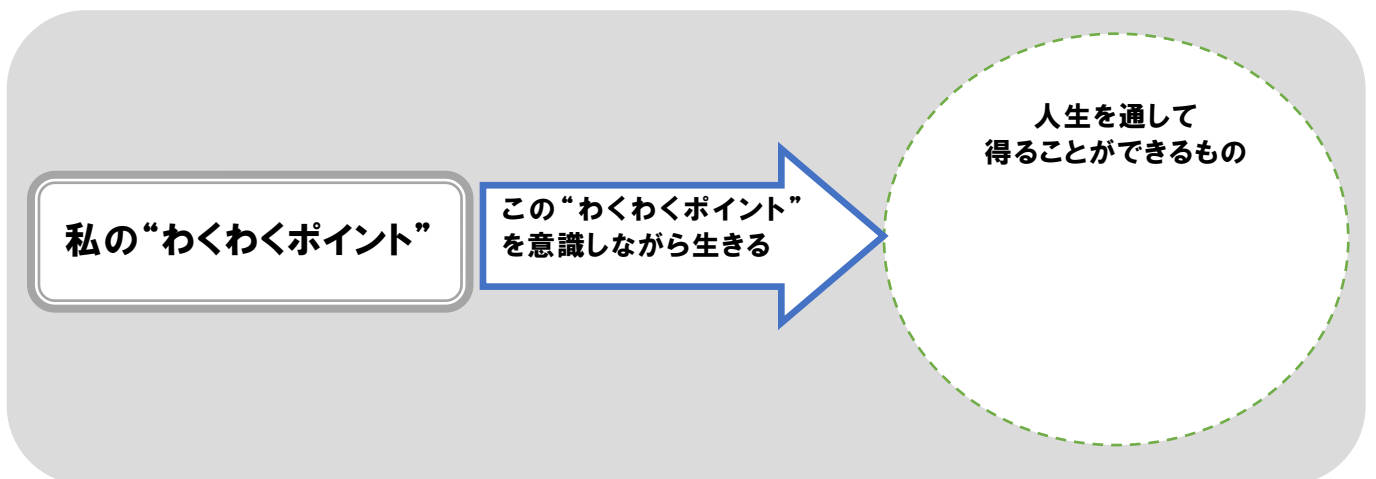 人生を通して
得ることができるもの
私の“わくわくポイント”
この“わくわくポイント”
を意識しながら生きる